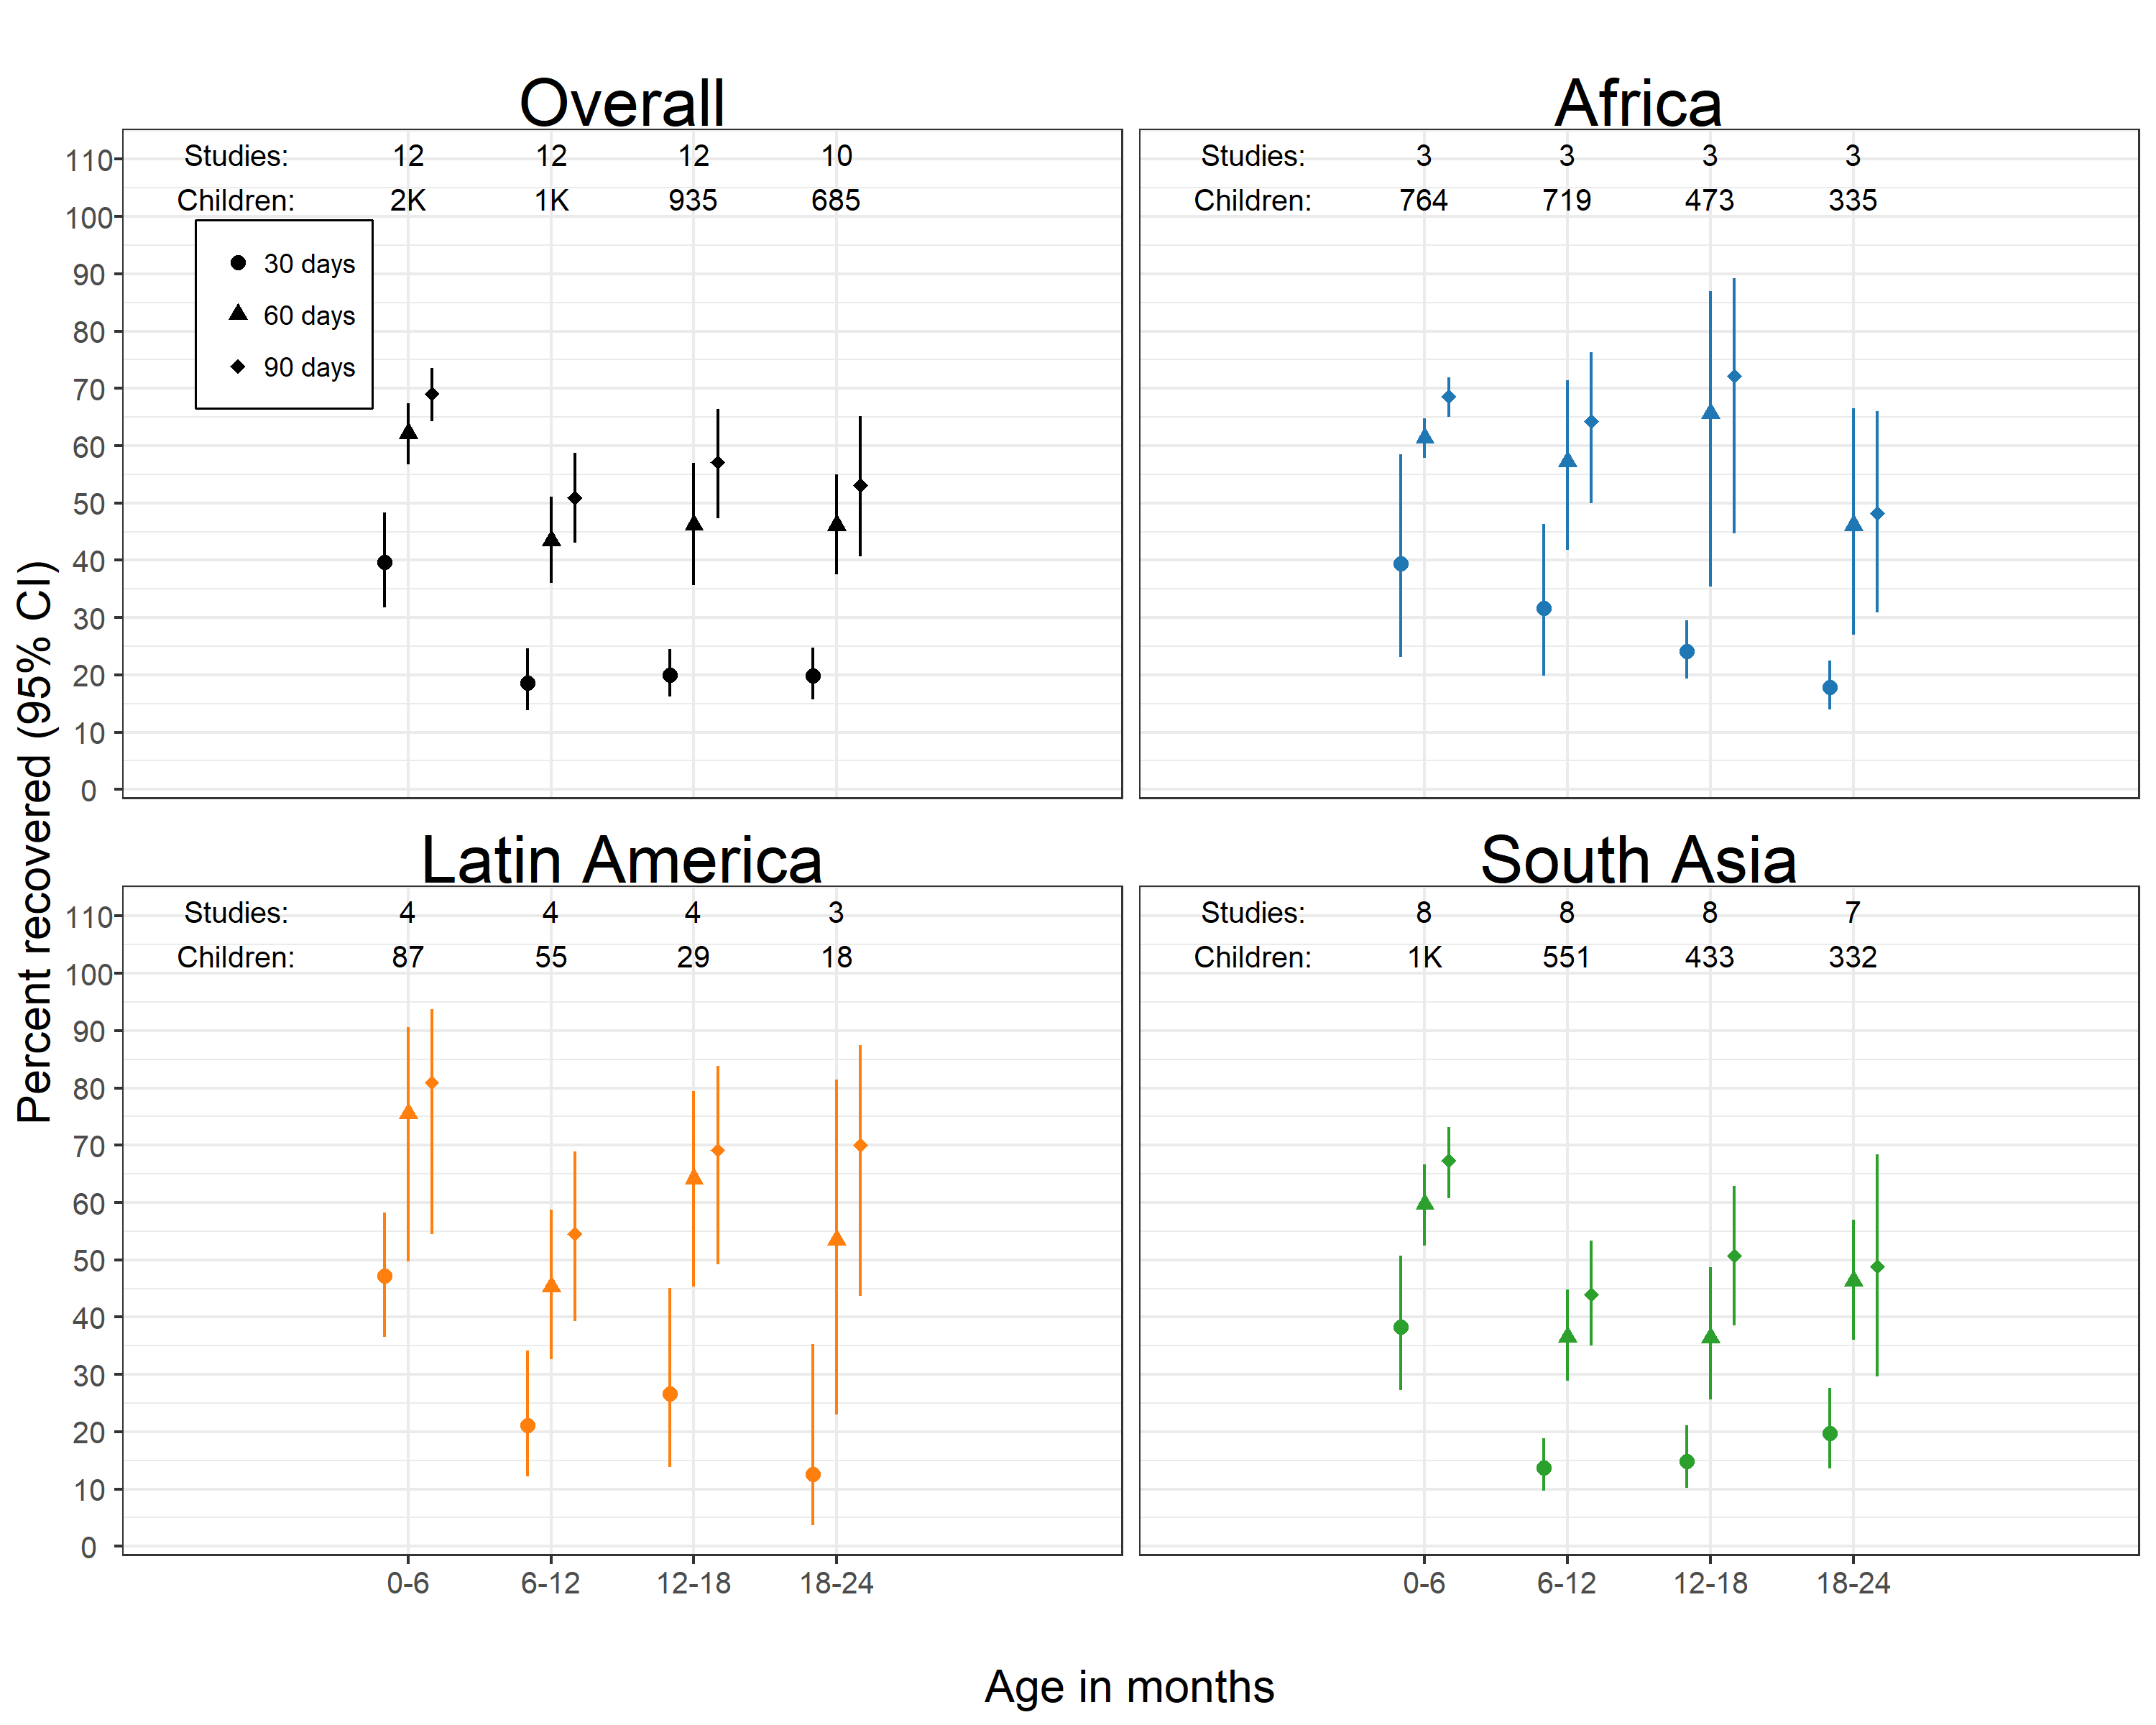 Overall
Studies: 12 12 12 10
Children: 2K 1K 935 685
30 days
60 days
90 days
110
100
90
80
70
60
50
40
30
20
10
0
Africa
Studies: 3 3 3 3
Children: 764 719 473 335
Percent recovered (95% CI)
Latin America
Studies: 4 4 4 3
Children: 87 55 29 18
110
100
90
80
70
60
50
40
30
20
10
0
0-6 6-12 12-18 18-24
South Asia
Studies: 8 8 8 7
Children: 1K 551 433 332
0-6 6-12 12-18 18-24
Age in months